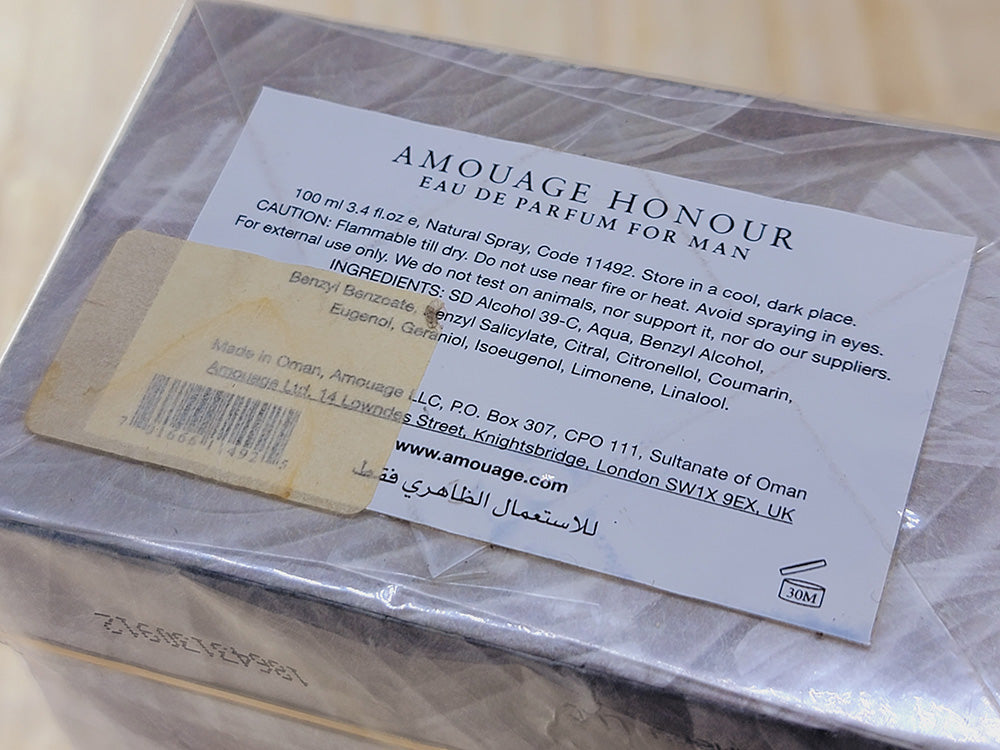 AMOUAGE HONOUR
EAU DE PARFUM FOR MAN
100 ml 3.4 fl.oz e, Natural Spray, Code 11492. Store in a cool, dark place.
CAUTION: Flammable till dry. Do not use near fire or heat. Avoid spraying in eyes.
For external use only. We do not test on animals, nor support it, nor do our suppliers.
INGREDIENTS: SD Alcohol 39-C, Aqua, Benzyl Alcohol,
Benzyl Benzoate, Benzyl Salicylate, Citral, Citronellol, Coumarin,
Eugenol, Geraniol, Isoeugenol, Limonene, Linalool.
Made in Oman, Amouage LLC, P.O. Box 307, CPO 111, Sultanate of Oman
Amouage Ltd, 14 Lowndes Street, Knightsbridge, London SW1X 9EX, UK
www.amouage.com
للاستعمال الظاهري فقط
30M